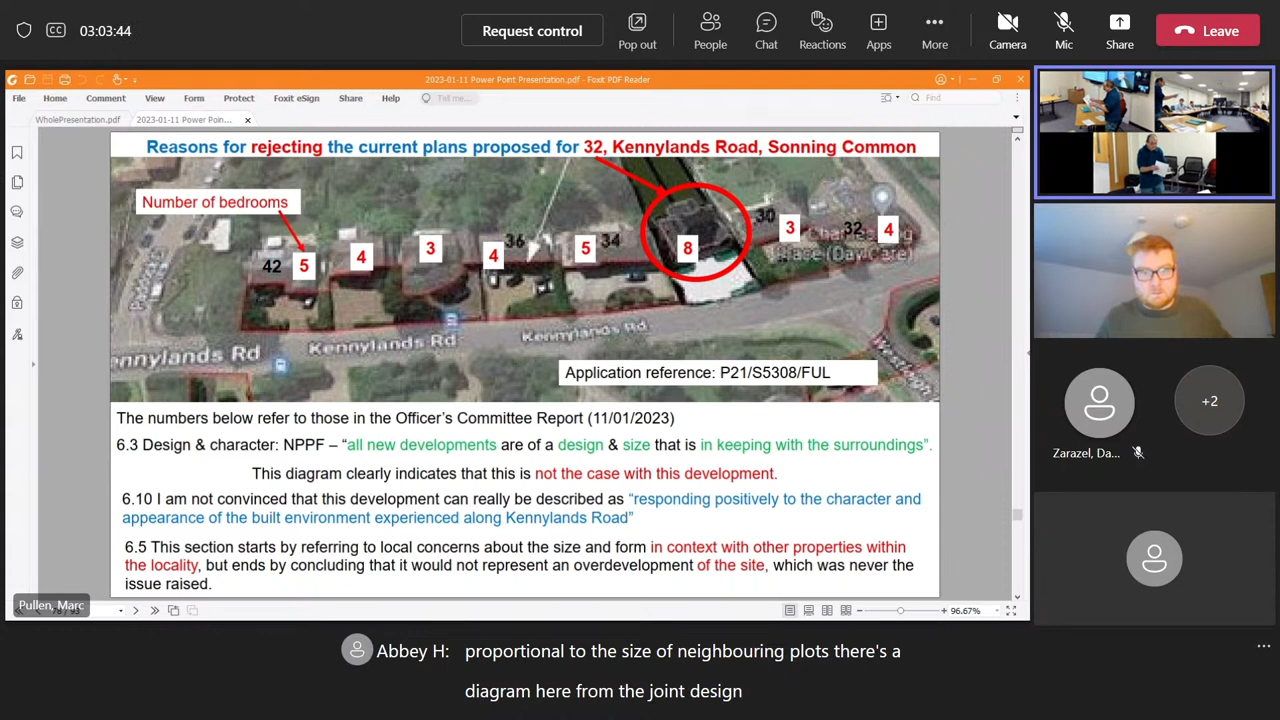 CC
03:03:44
Request control
Pop out
People
Chat
Reactions
Apps
More
Camera
Mic
Share
Leave
2023-01-11 Power Point Presentation.pdf - Foxit PDF Reader
File
Home
Comment
View
Form
Protect
Foxit eSign
Share
Help
Tell me...
Find
WholePresentation.pdf
2023-01-11 Power Poin...
Reasons for rejecting the current plans proposed for 32, Kennylands Road, Sonning Common
Number of bedrooms
42 5
4
3
4 36
5 34
8
30 3
32 4
Place (DayCare)
Kennylands Rd
Kennylands Rd
Application reference: P21/S5308/FUL
The numbers below refer to those in the Officer's Committee Report (11/01/2023)
6.3 Design & character: NPPF – "all new developments are of a design & size that is in keeping with the surroundings".
This diagram clearly indicates that this is not the case with this development.
6.10 I am not convinced that this development can really be described as "responding positively to the character and
appearance of the built environment experienced along Kennylands Road"
6.5 This section starts by referring to local concerns about the size and form in context with other properties within
the locality, but ends by concluding that it would not represent an overdevelopment of the site, which was never the
issue raised.
Pullen, Marc
96.67%
+2
Zarazel, Da...
Abbey H: proportional to the size of neighbouring plots there's a
diagram here from the joint design